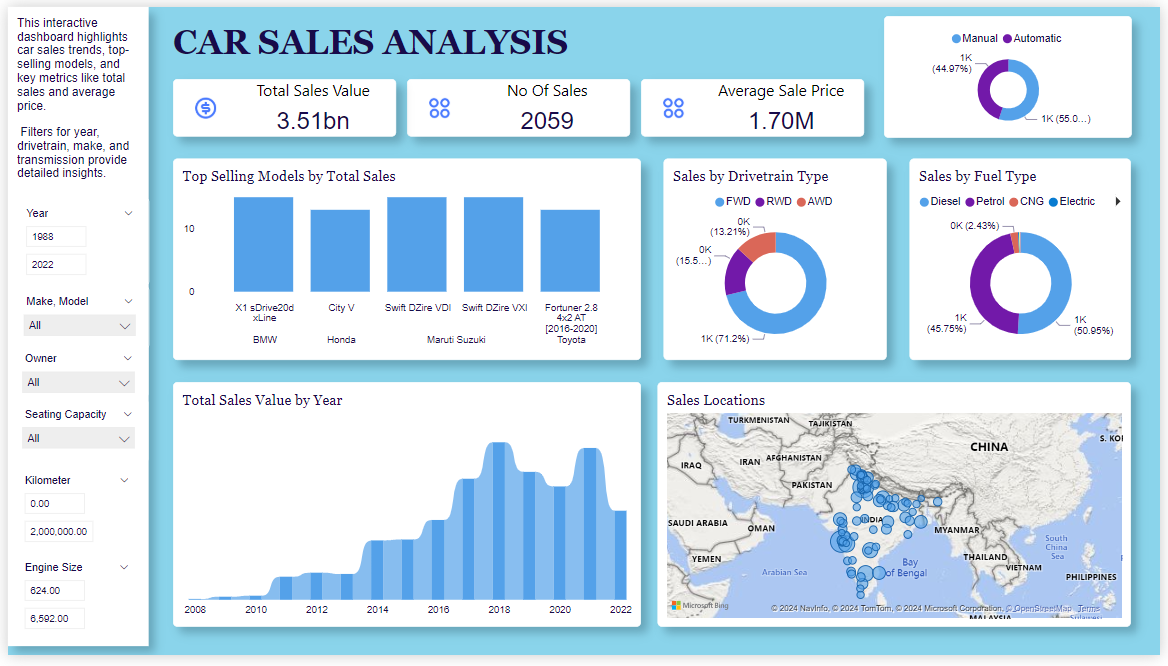 This interactive
dashboard highlights
car sales trends, top-
selling models, and
key metrics like total
sales and average
price.
Filters for year,
drivetrain, make, and
transmission provide
detailed insights.
Year
1988
2022
Make, Model
All
Owner
All
Seating Capacity
All
Kilometer
0.00
2,000,000.00
Engine Size
624.00
6,592.00
CAR SALES ANALYSIS
Total Sales Value
3.51bn
No Of Sales
2059
Average Sale Price
1.70M
Manual Automatic
1K
(44.97%)
1K (55.0...)
Top Selling Models by Total Sales
10
0
X1 sDrive20d
xLine
City V
Swift DZire VDI
Swift DZire VXI
Fortuner 2.8
4x2 AT
[2016-2020]
BMW
Honda
Maruti Suzuki
Toyota
Sales by Drivetrain Type
FWD RWD AWD
0K
(13.21%)
0K
(15.5...)
1K (71.2%)
Sales by Fuel Type
Diesel Petrol CNG Electric
0K (2.43%)
1K
(45.75%)
1K
(50.95%)
Total Sales Value by Year
2008 2010 2012 2014 2016 2018 2020 2022
Sales Locations
TURKMENISTAN
TAJIKISTAN
CHINA
S. KO
IRAQ
IRAN
AFGHANISTAN
PAKISTAN
SAUDI ARABIA
OMAN
INDIA
MYANMAR
YEMEN
Arabian Sea
Bay
of Bengal
THAILAND
VIETNAM
South
China
Sea
PHILIPPINES
Microsoft Bing
© 2024 NavInfo, © 2024 TomTom, © 2024 Microsoft Corporation, © OpenStreetMap Terms
MALAYSIA